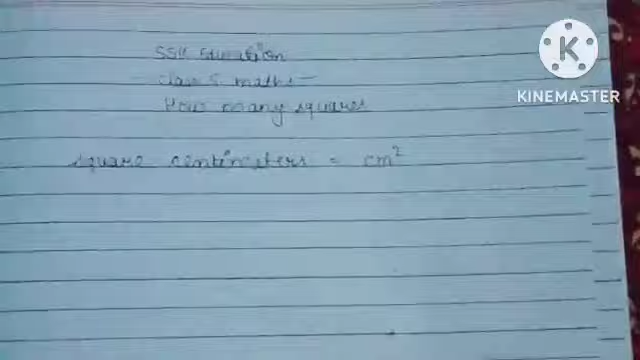 SSK Education
class 5 maths
How many squares
square centimeters = cm²
K
KINEMASTER